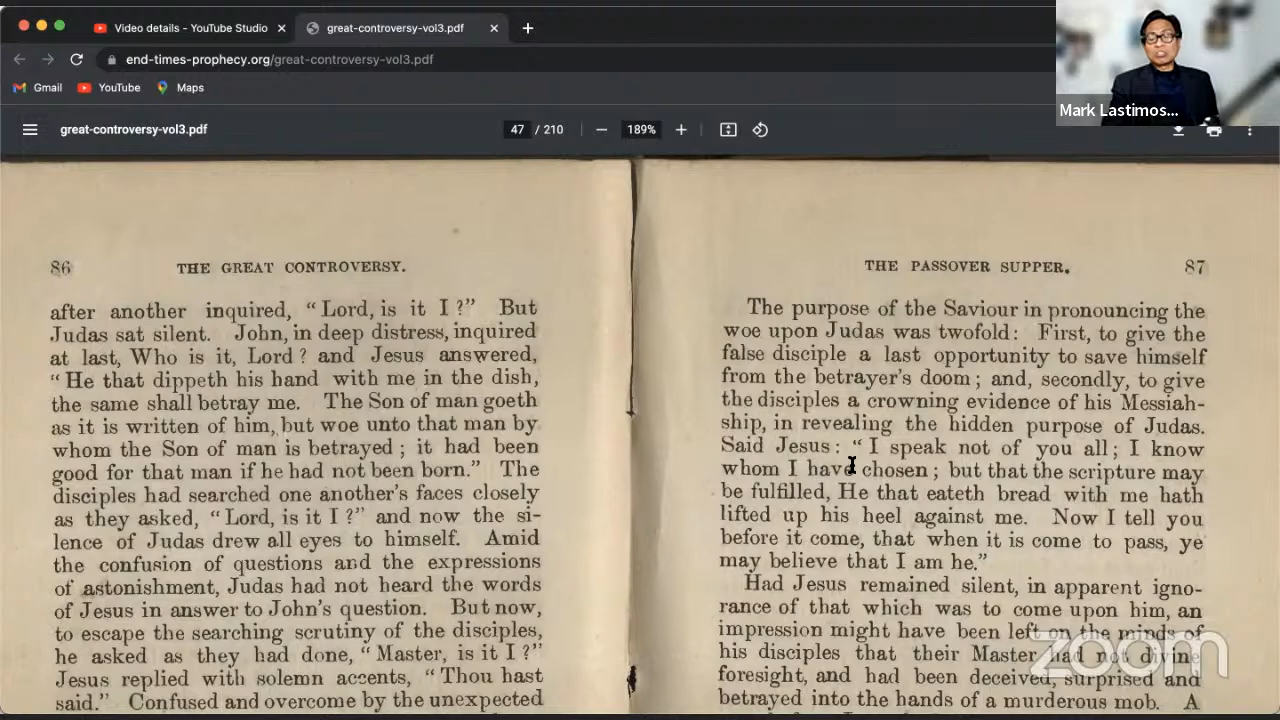 Video details - YouTube Studio
great-controversy-vol3.pdf
end-times-prophecy.org/great-controversy-vol3.pdf
Gmail
YouTube
Maps
great-controversy-vol3.pdf
47 / 210
189%
Mark Lastimos...
86 THE GREAT CONTROVERSY.
after another inquired, “Lord, is it I?” But
Judas sat silent. John, in deep distress, inquired
at last, Who is it, Lord? and Jesus answered,
“He that dippeth his hand with me in the dish,
the same shall betray me. The Son of man goeth
as it is written of him, but woe unto that man by
whom the Son of man is betrayed; it had been
good for that man if he had not been born.” The
disciples had searched one another's faces closely
as they asked, “Lord, is it I?” and now the si-
lence of Judas drew all eyes to himself. Amid
the confusion of questions and the expressions
of astonishment, Judas had not heard the words
of Jesus in answer to John's question. But now,
to escape the searching scrutiny of the disciples,
he asked as they had done, “Master, is it I?”
Jesus replied with solemn accents, “Thou hast
said.” Confused and overcome by the unexpected
THE PASSOVER SUPPER. 87
The purpose of the Saviour in pronouncing the
woe upon Judas was twofold: First, to give the
false disciple a last opportunity to save himself
from the betrayer's doom; and, secondly, to give
the disciples a crowning evidence of his Messiah-
ship, in revealing the hidden purpose of Judas.
Said Jesus: “I speak not of you all; I know
whom I have chosen; but that the scripture may
be fulfilled, He that eateth bread with me hath
lifted up his heel against me. Now I tell you
before it come, that when it is come to pass, ye
may believe that I am he.”
Had Jesus remained silent, in apparent igno-
rance of that which was to come upon him, an
impression might have been left on the minds of
his disciples that their Master had not divine
foresight, and had been deceived, surprised and
betrayed into the hands of a murderous mob. A
zoom